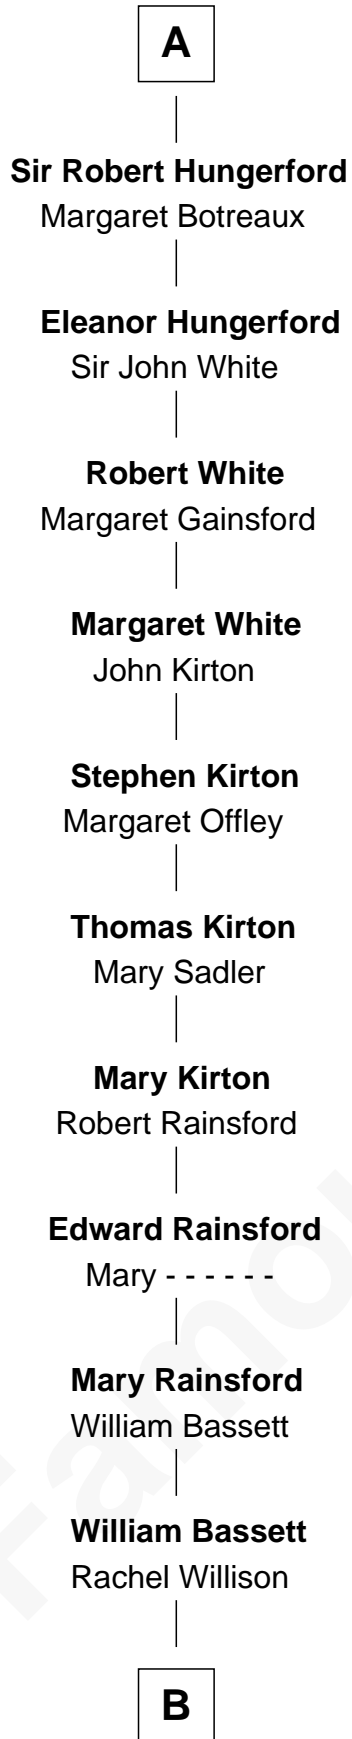 A
Sir Robert Hungerford
Margaret Botreaux
Eleanor Hungerford
Sir John White
Robert White
Margaret Gainsford
Margaret White
John Kirton
Stephen Kirton
Margaret Offley
Thomas Kirton
Mary Sadler
Mary Kirton
Robert Rainsford
Edward Rainsford
Mary - - - - - -
Mary Rainsford
William Bassett
William Bassett
Rachel Willison
B